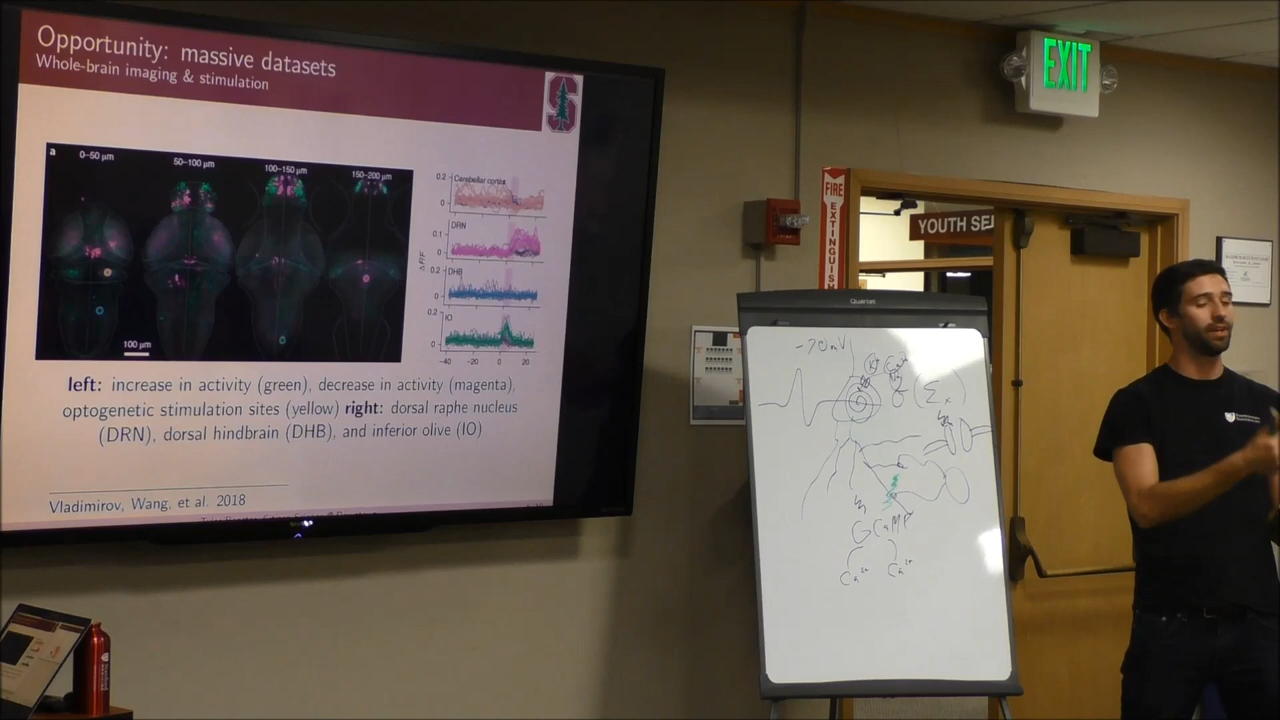 Opportunity: massive datasets
Whole-brain imaging & stimulation
S
a
0–50 μm
50–100 μm
100–150 μm
150–200 μm
100 μm
ΔF/F
0.2
Cerebellar cortex
0
DRN
0.1
0
DHB
0.2
0
IO
0.2
0
−40
−20
0
20
left: increase in activity (green), decrease in activity (magenta),
optogenetic stimulation sites (yellow) right: dorsal raphe nucleus
(DRN), dorsal hindbrain (DHB), and inferior olive (IO)
Vladimirov, Wang, et al. 2018
EXIT
FIRE
EXTINGUISH
YOUTH SE
Quartet
-70mV
K+
Σx
GCaMP
Ca2+
Ca2+